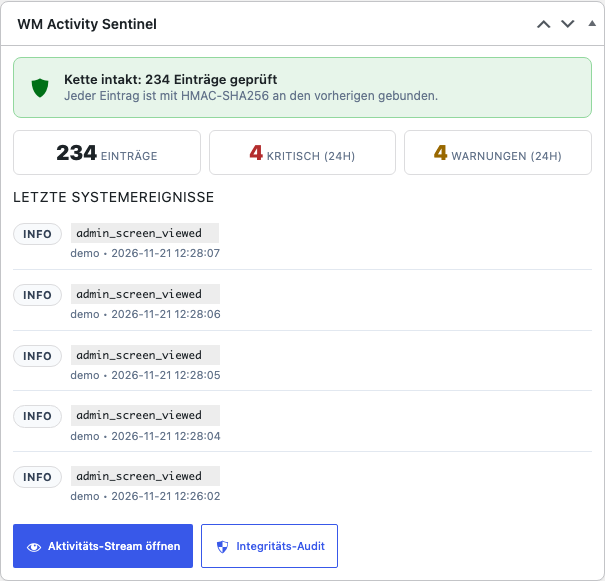 WM Activity Sentinel
Kette intakt: 234 Einträge geprüft
Jeder Eintrag ist mit HMAC-SHA256 an den vorherigen gebunden.
234 EINTRÄGE
4 KRITISCH (24H)
4 WARNUNGEN (24H)
LETZTE SYSTEMEREIGNISSE
INFO admin_screen_viewed
demo • 2026-11-21 12:28:07
INFO admin_screen_viewed
demo • 2026-11-21 12:28:06
INFO admin_screen_viewed
demo • 2026-11-21 12:28:05
INFO admin_screen_viewed
demo • 2026-11-21 12:28:04
INFO admin_screen_viewed
demo • 2026-11-21 12:26:02
Aktivitäts-Stream öffnen
Integritäts-Audit